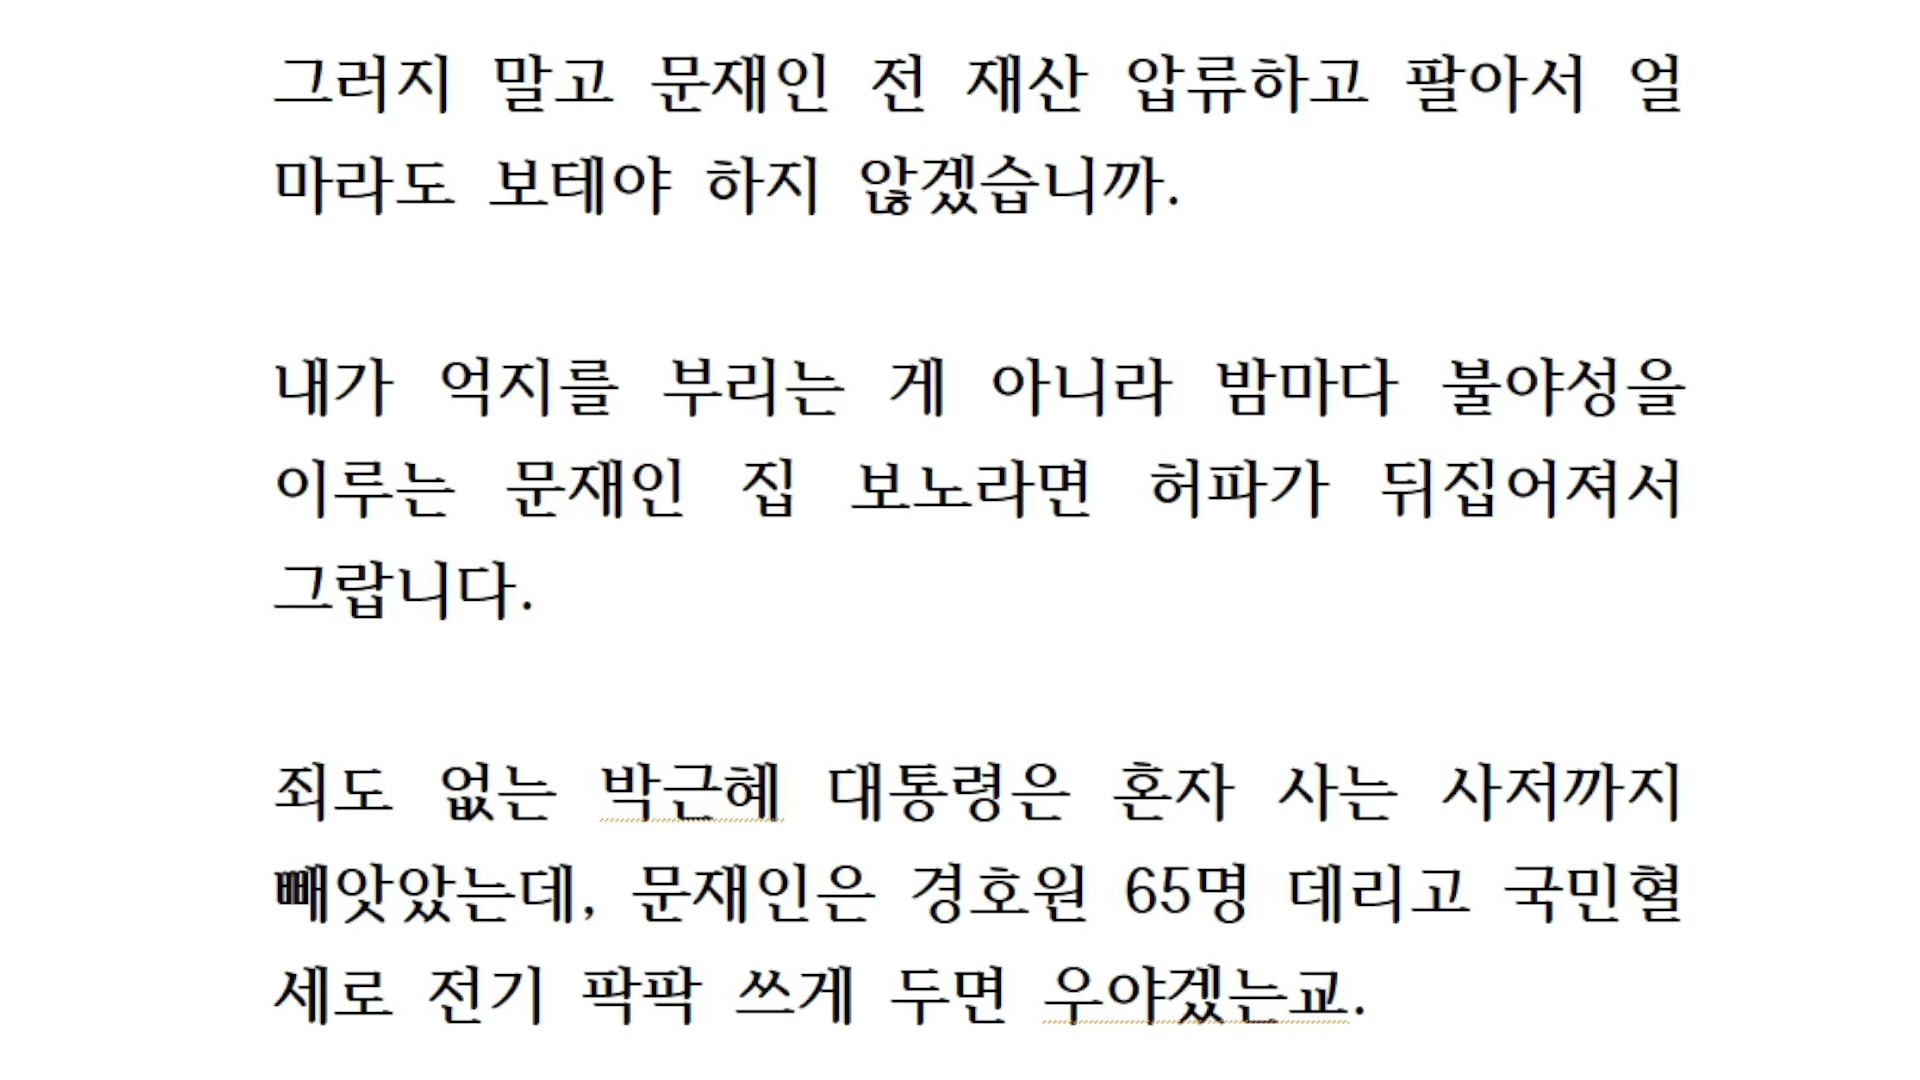 그러지 말고 문재인 전 재산 압류하고 팔아서 얼
마라도 보테야 하지 않겠습니까.
내가 억지를 부리는 게 아니라 밤마다 불야성을
이루는 문재인 집 보노라면 허파가 뒤집어져서
그랍니다.
죄도 없는 박근혜 대통령은 혼자 사는 사저까지
빼앗았는데, 문재인은 경호원 65명 데리고 국민혈
세로 전기 팍팍 쓰게 두면 우야겠는교.